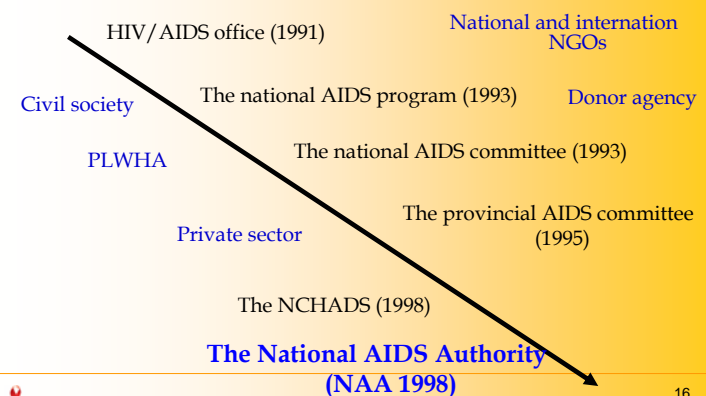 HIV/AIDS office (1991)
National and internation
NGOs
Civil society
The national AIDS program (1993)
Donor agency
PLWHA
The national AIDS committee (1993)
The provincial AIDS committee
(1995)
Private sector
The NCHADS (1998)
The National AIDS Authority
(NAA 1998)
16